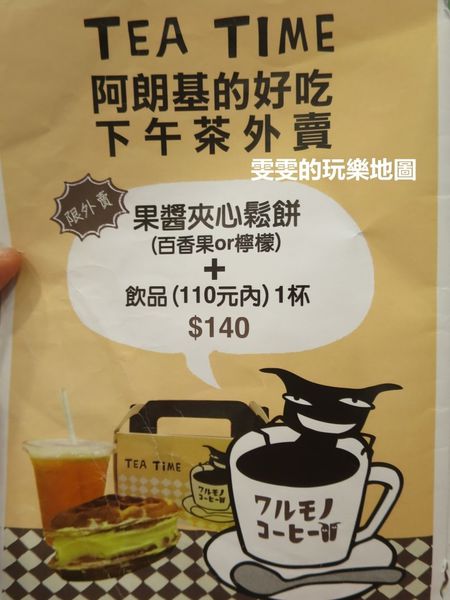 TEA TIME
阿朗基的好吃
下午茶外賣
雯雯的玩樂地圖
限外賣
果醬夾心鬆餅
(百香果or檸檬)
+
飲品(110元內)1杯
$140
TEA TIME
ワルモノ
コーヒー部